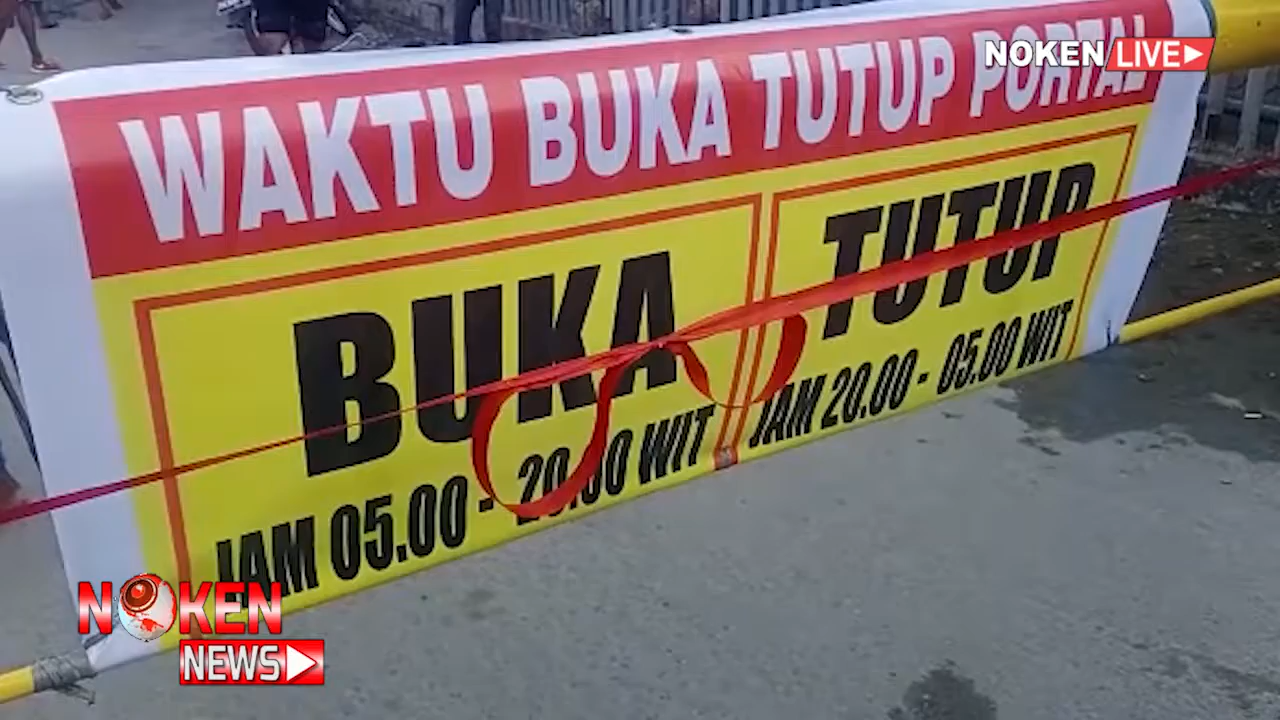 NOKEN LIVE
WAKTU BUKA TUTUP PORTAL
BUKA
JAM 05.00 - 20.00 WIT
TUTUP
JAM 20.00 - 05.00 WIT
NOKEN
NEWS